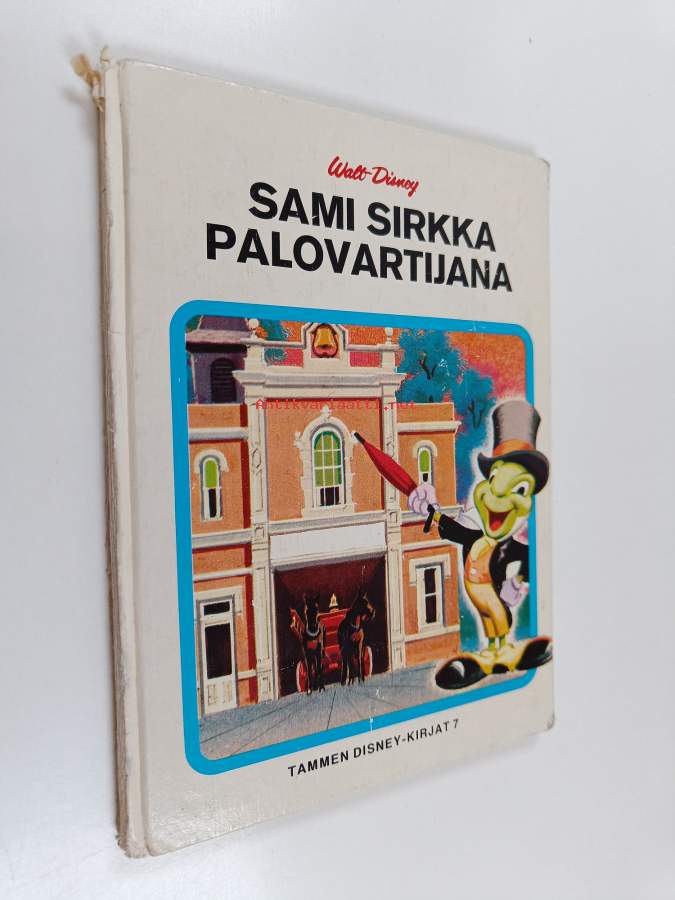 Walt Disney
SAMI SIRKKA
PALOVARTIJANA
Antikvariaatti.net
TAMMEN DISNEY-KIRJAT 7